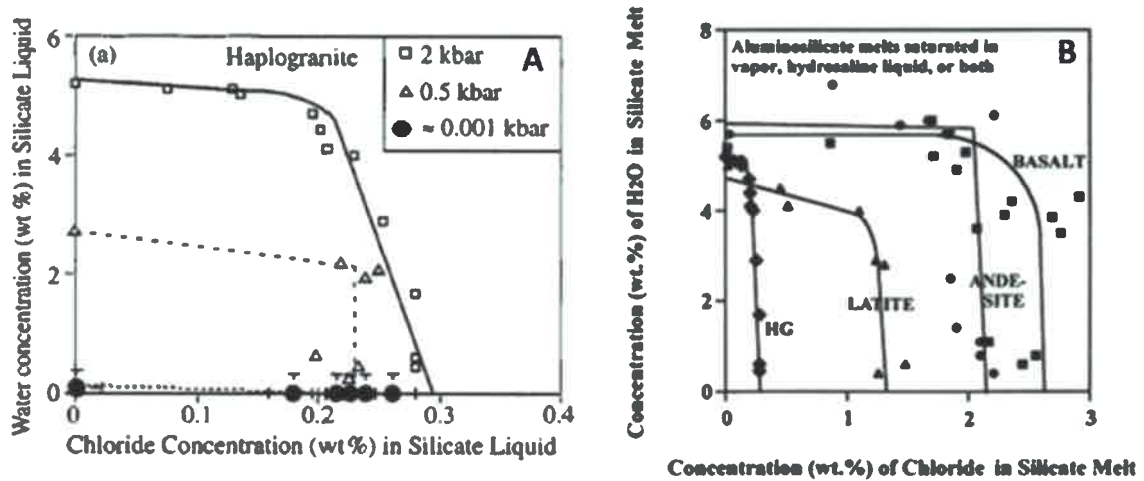 Water concentration (wt %) in Silicate Liquid
6
4
2
0
(a)
Haplogranite
A
2 kbar
0.5 kbar
≈ 0.001 kbar
0
0.1
0.2
0.3
0.4
Chloride Concentration (wt%) in Silicate Liquid
Concentration (wt.%) of H2O in Silicate Melt
8
6
4
2
0
Aluminosilicate melts saturated in
vapor, hydrosaline liquid, or both
B
BASALT
ANDE-
SITE
LATITE
HG
0
1
2
3
Concentration (wt.%) of Chloride in Silicate Melt